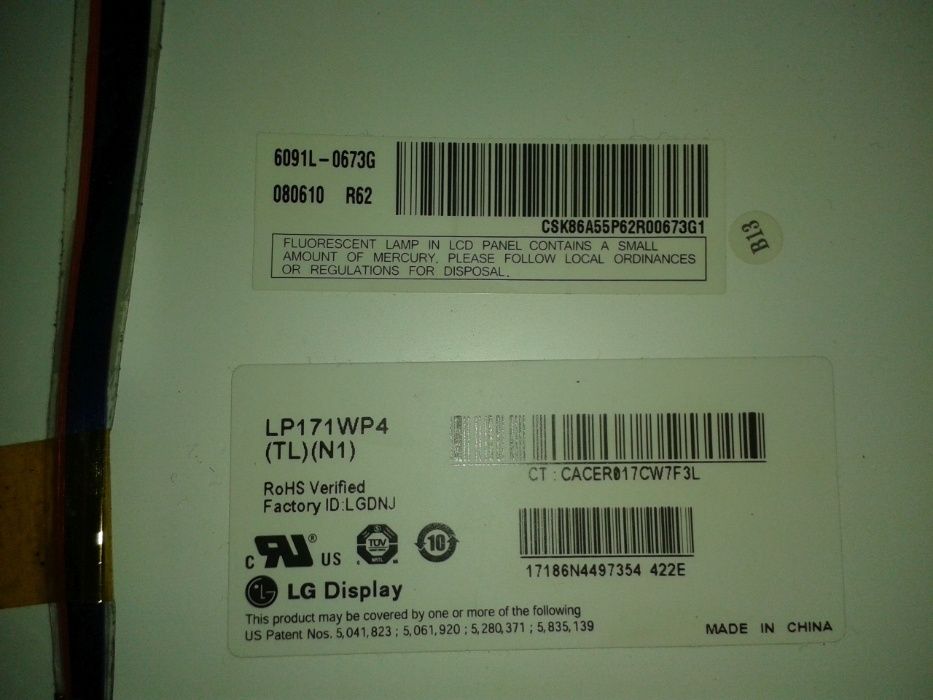 6091L-0673G
080610 R62
CSK86A55P62R00673G1
FLUORESCENT LAMP IN LCD PANEL CONTAINS A SMALL
AMOUNT OF MERCURY. PLEASE FOLLOW LOCAL ORDINANCES
OR REGULATIONS FOR DISPOSAL.
B13
LP171WP4
(TL)(N1)
CT : CACER017CW7F3L
RoHS Verified
Factory ID:LGDNJ
C RU ® US TÜV 10
17186N4497354 422E
LG Display
This product may be covered by one or more of the following
US Patent Nos. 5,041,823 ; 5,061,920 ; 5,280,371 ; 5,835,139
MADE IN CHINA